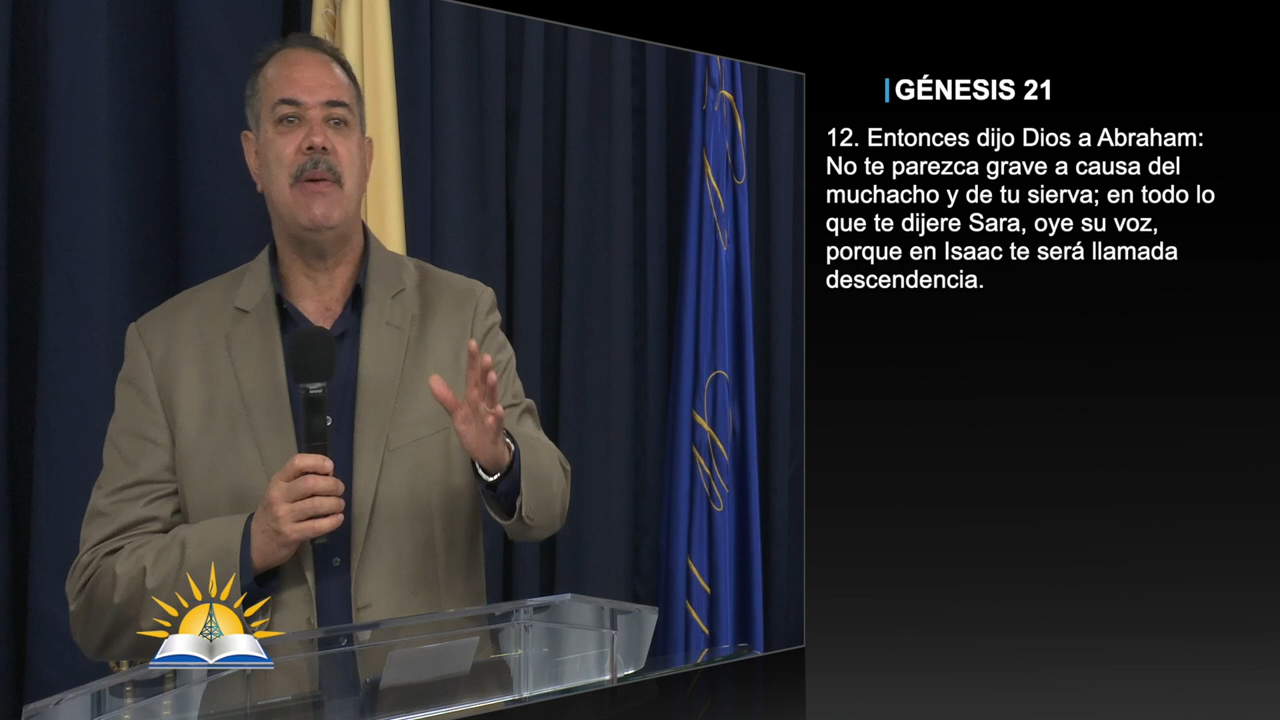 GÉNESIS 21
12. Entonces dijo Dios a Abraham:
No te parezca grave a causa del
muchacho y de tu sierva; en todo lo
que te dijere Sara, oye su voz,
porque en Isaac te será llamada
descendencia.